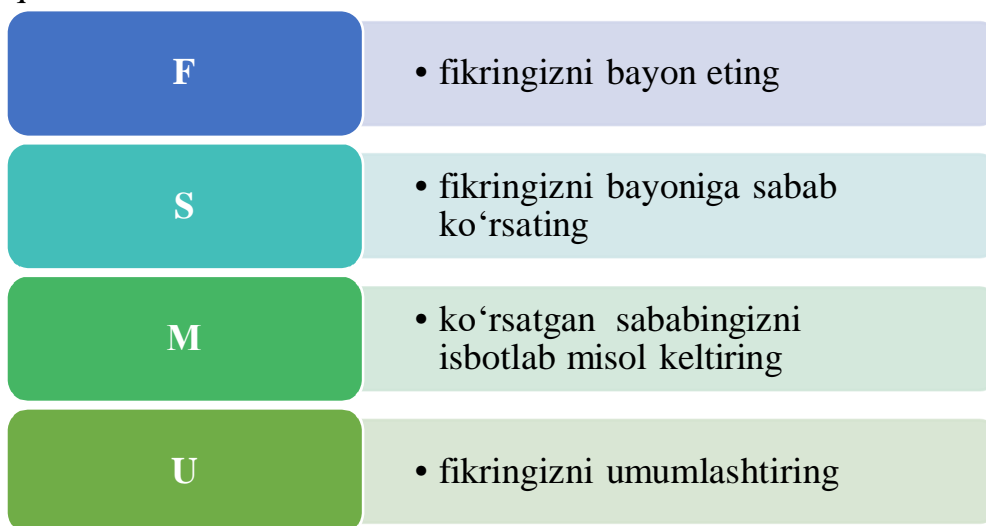 F
• fikringizni bayon eting
S
• fikringizni bayoniga sabab
ko‘rsating
M
• ko‘rsatgan sababingizni
isbotlab misol keltiring
U
• fikringizni umumlashtiring